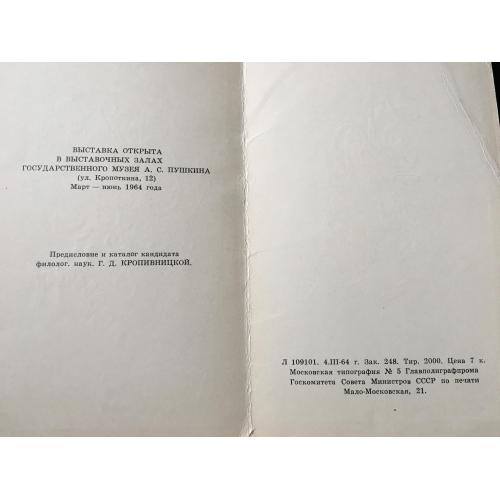 ВЫСТАВКА ОТКРЫТА
В ВЫСТАВОЧНЫХ ЗАЛАХ
ГОСУДАРСТВЕННОГО МУЗЕЯ А. С. ПУШКИНА
(ул. Кропоткина, 12)
Март — июнь 1964 года
Предисловие и каталог кандидата
филолог. наук. Г. Д. КРОПИВНИЦКОЙ.
Л 109101. 4.III-64 г. Зак. 248. Тир. 2000. Цена 7 к.
Московская типография № 5 Главполиграфпрома
Госкомитета Совета Министров СССР по печати
Мало-Московская, 21.